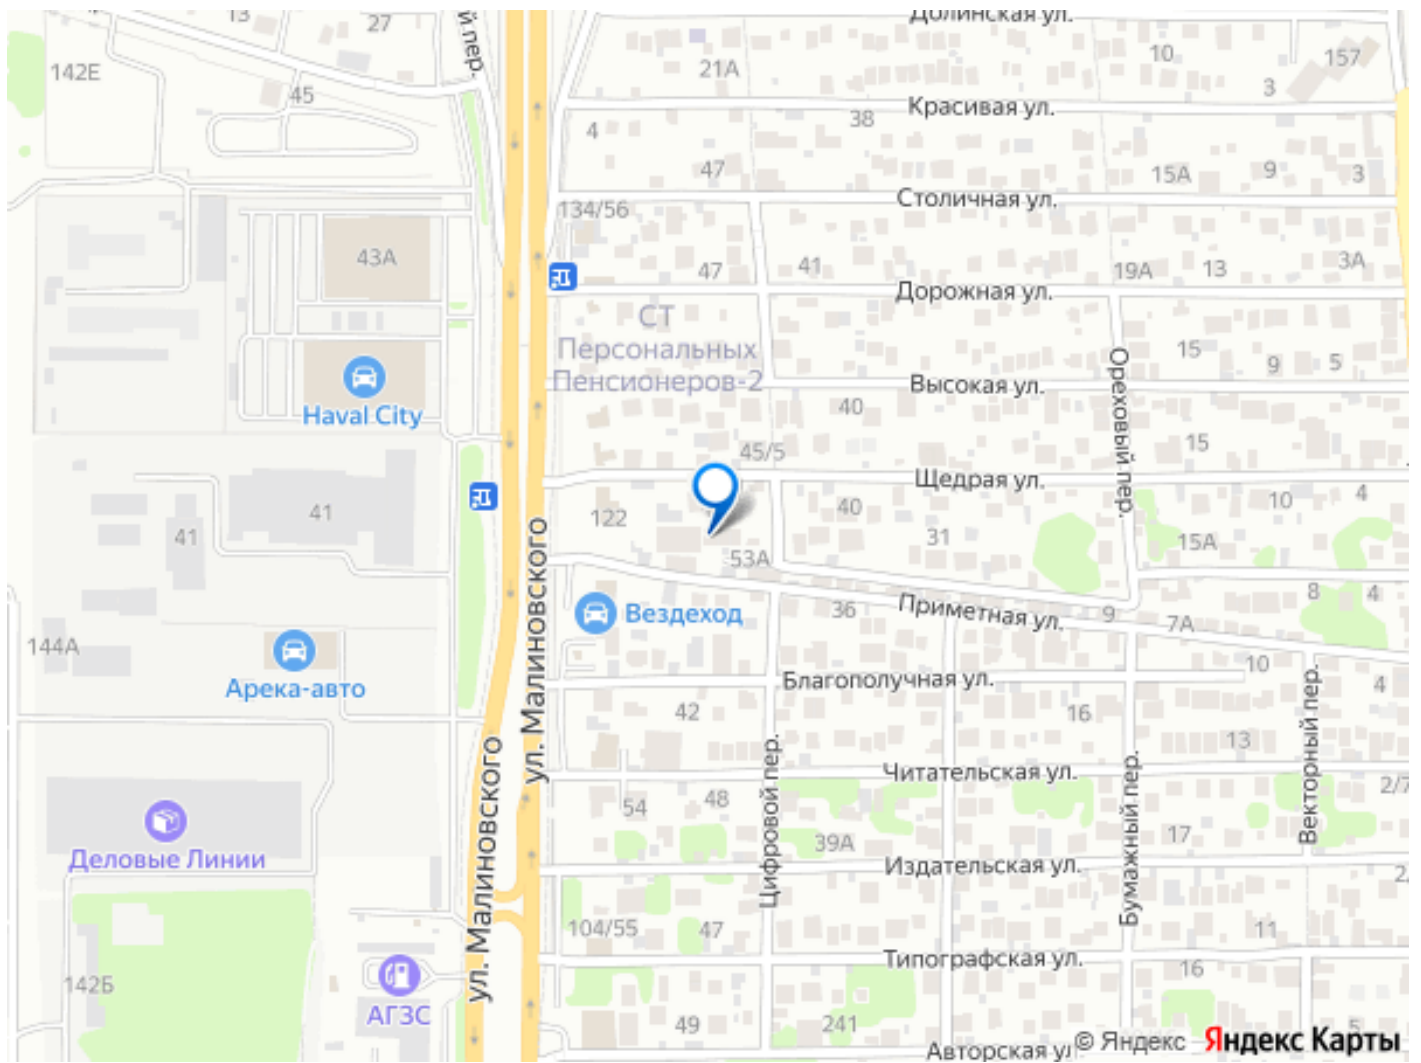 Долинская ул.
13
27
й пер.
142Е
21А
10
157
45
3
Красивая ул.
38
4
47
15А
9
3
Столичная ул.
134/56
43А
47
41
19А
13
3А
Дорожная ул.
СТ
Персональных
Пенсионеров-2
15
9
5
Haval City
Высокая ул.
40
Ореховый пер.
45/5
15
Щедрая ул.
10
4
41
41
122
40
31
15А
53А
ул. Малиновского
Вездеход
36
Приметная ул.
9
7А
8
4
144А
Арека-авто
Благополучная ул.
10
4
42
16
13
Векторный пер.
ул. Малиновского
Цифровой пер.
Бумажный пер.
Читательская ул.
2/7
54
48
39А
17
Деловые Линии
Издательская ул.
2/
104/55
47
11
Типографская ул.
16
142Б
АГЗС
49
241
5
Авторская ул
© Яндекс Яндекс Карты